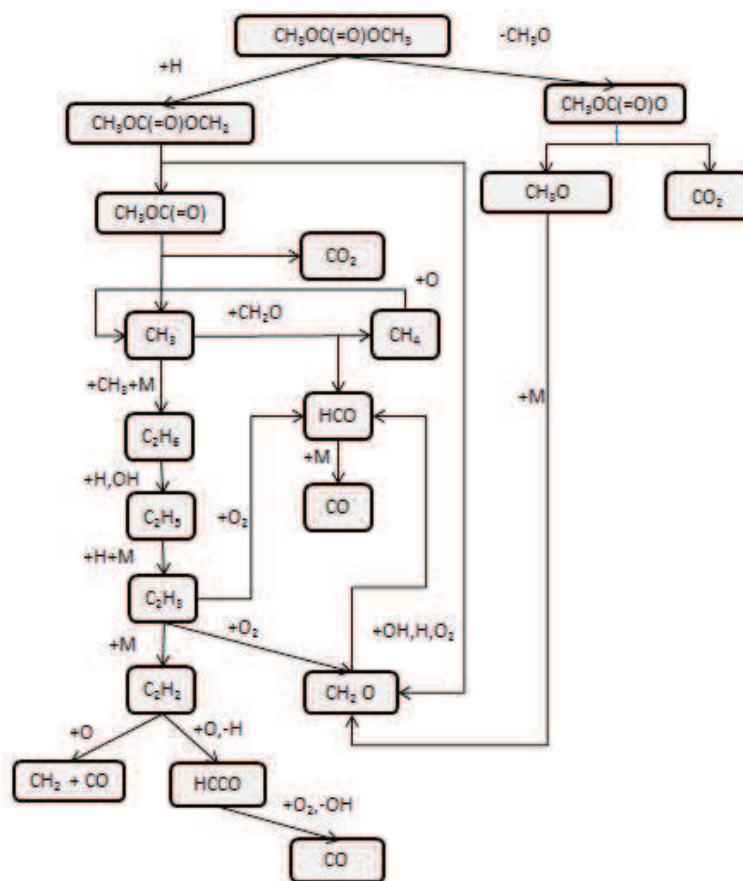 CH₃OC(=O)OCH₃
-CH₃O
+H
CH₃OC(=O)O
CH₃OC(=O)OCH₂
CH₃O
CO₂
CH₃OC(=O)
CO₂
+O
+CH₂O
CH₃
CH₄
+CH₃+M
+M
HCO
C₂H₆
+M
+H,OH
CO
C₂H₅
+O₂
+H+M
C₂H₃
+O₂
+OH,H,O₂
+M
C₂H₂
CH₂ O
+O
+O,-H
CH₂ + CO
HCCO
+O₂,-OH
CO